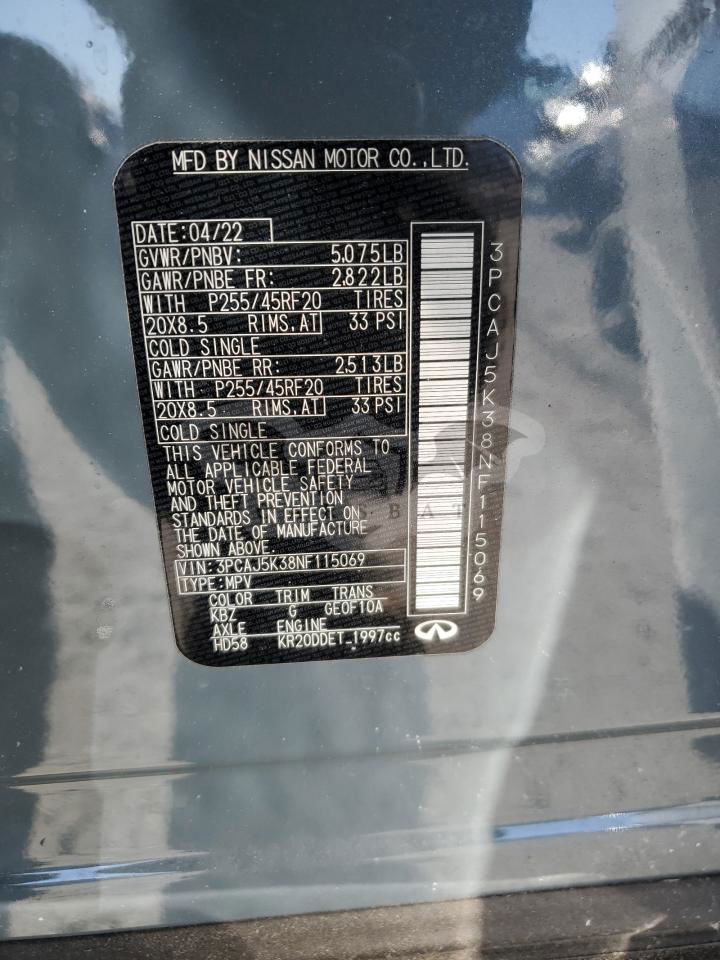 MFD BY NISSAN MOTOR CO.,LTD.
DATE:04/22
GVWR/PNBV: 5.075LB
GAWR/PNBE FR: 2.822LB
WITH P255/45RF20 TIRES
20X8.5 RIMS.AT 33 PSI
COLD SINGLE
GAWR/PNBE RR: 2.513LB
WITH P255/45RF20 TIRES
20X8.5 RIMS.AT 33 PSI
COLD SINGLE
THIS VEHICLE CONFORMS TO
ALL APPLICABLE FEDERAL
MOTOR VEHICLE SAFETY
AND THEFT PREVENTION
STANDARDS IN EFFECT ON
THE DATE OF MANUFACTURE
SHOWN ABOVE.
VIN:3PCAJ5K38NF115069
TYPE:MPV
COLOR TRIM TRANS
KBZ G GEOF10A
AXLE ENGINE
HD58 KR20DDET_1997cc
3PCAJ5K38NF115069